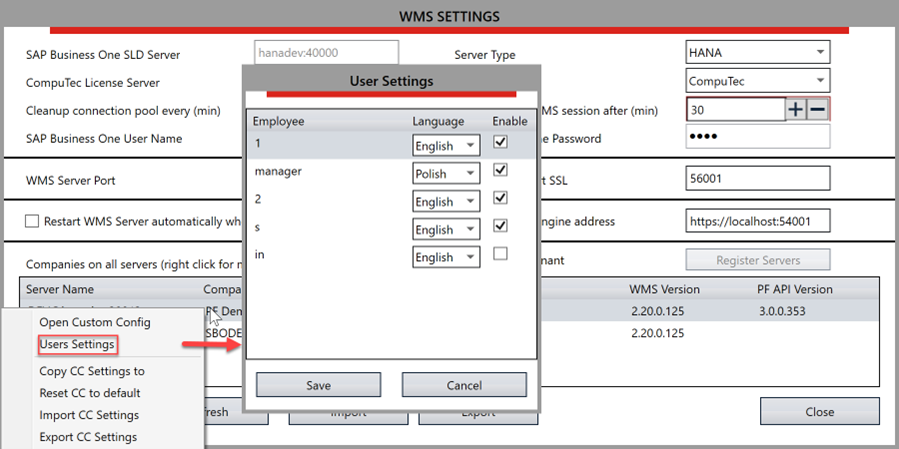 WMS SETTINGS
SAP Business One SLD Server
hanadev:40000
Server Type
HANA
CompuTec License Server
CompuTec
Cleanup connection pool every (min)
MS session after (min)
30
SAP Business One User Name
Password
••••
WMS Server Port
SSL
56001
Restart WMS Server automatically
ngine address
https://localhost:54001
Companies on all servers (right click for
nant
Register Servers
Server Name
Compa
WMS Version
PF API Version
PF Dem
2.20.0.125
3.0.0.353
SBODE
2.20.0.125
User Settings
Employee
Language
Enable
1
English
manager
Polish
2
English
s
English
in
English
Save
Cancel
Open Custom Config
Users Settings
Copy CC Settings to
Reset CC to default
Import CC Settings
Export CC Settings
fresh
Import
Export
Close